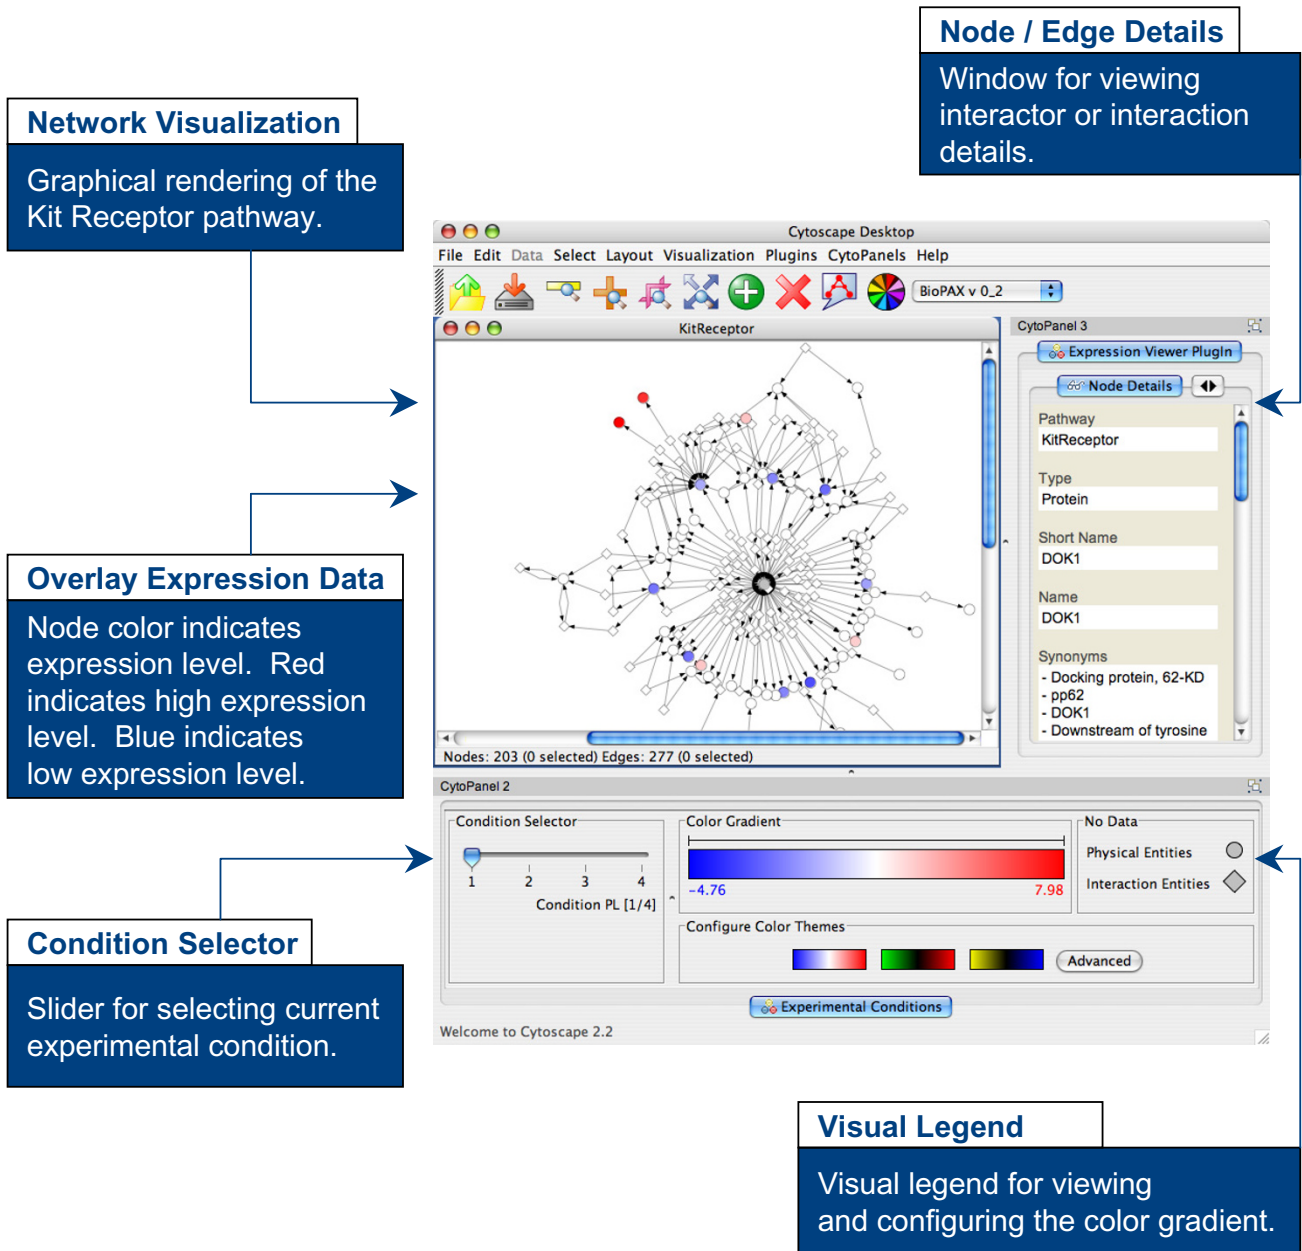 Node / Edge Details
Window for viewing
interactor or interaction
details.
Network Visualization
Graphical rendering of the
Kit Receptor pathway.
Overlay Expression Data
Node color indicates
expression level. Red
indicates high expression
level. Blue indicates
low expression level.
Condition Selector
Slider for selecting current
experimental condition.
Cytoscape Desktop
File Edit Data Select Layout Visualization Plugins CytoPanels Help
BioPAX v 0_2
KitReceptor
CytoPanel 3
Expression Viewer PlugIn
Node Details
Pathway
KitReceptor
Type
Protein
Short Name
DOK1
Name
DOK1
Synonyms
- Docking protein, 62-KD
- pp62
- DOK1
- Downstream of tyrosine
Nodes: 203 (0 selected) Edges: 277 (0 selected)
CytoPanel 2
Condition Selector
1 2 3 4
Condition PL [1/4]
Color Gradient
-4.76 7.98
No Data
Physical Entities
Interaction Entities
Configure Color Themes
Advanced
Experimental Conditions
Welcome to Cytoscape 2.2
Visual Legend
Visual legend for viewing
and configuring the color gradient.